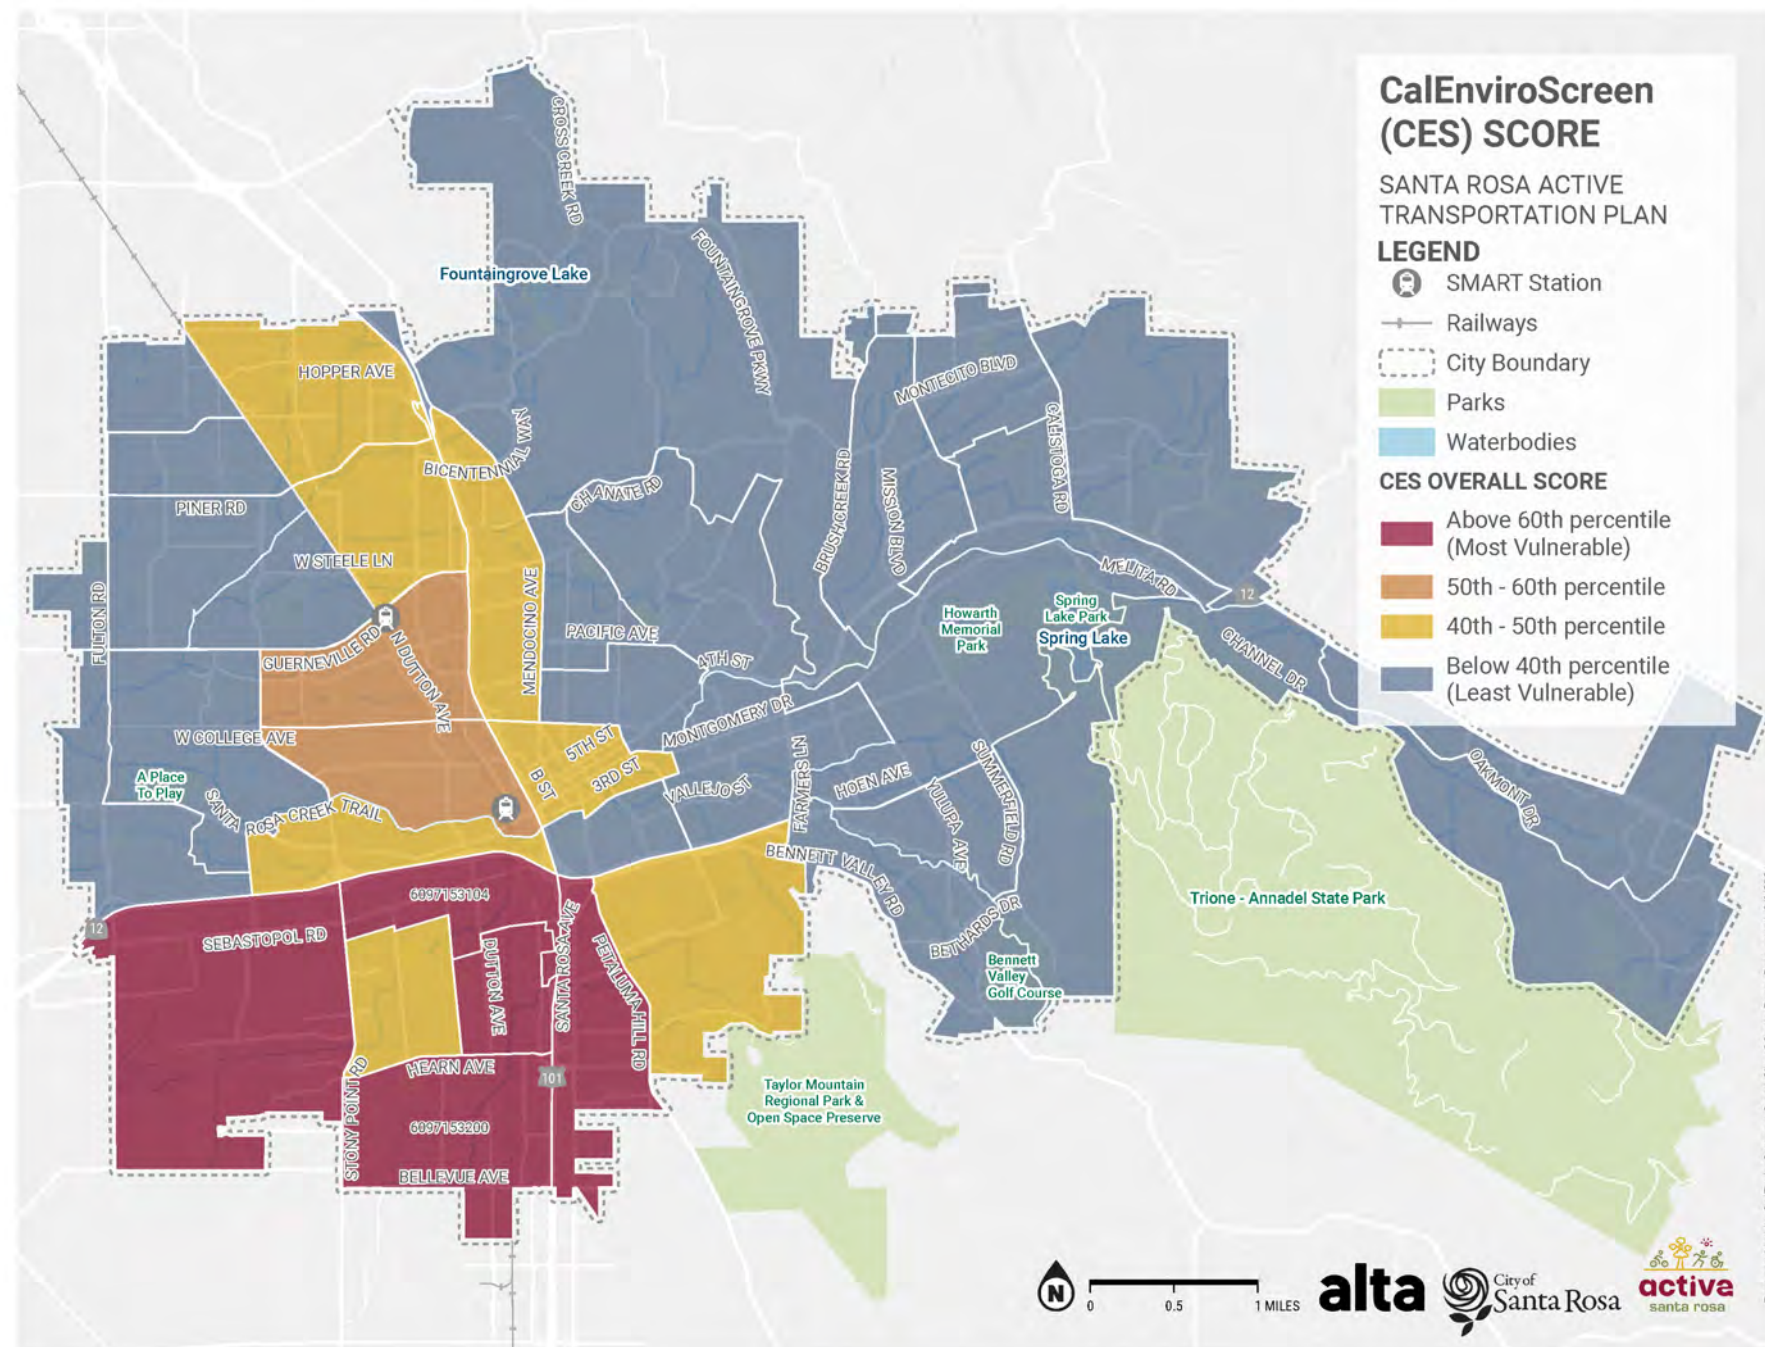 CalEnviroScreen
(CES) SCORE
SANTA ROSA ACTIVE
TRANSPORTATION PLAN
LEGEND
SMART Station
Railways
City Boundary
Parks
Waterbodies
CES OVERALL SCORE
Above 60th percentile
(Most Vulnerable)
50th - 60th percentile
40th - 50th percentile
Below 40th percentile
(Least Vulnerable)
CROSS CREEK RD
FOUNTAINGROVE PKWY
Fountaingrove Lake
HOPPER AVE
MONTECITO BLVD
BICENTENNIAL WAY
CALISTOGA RD
CHANATE RD
BRUSH CREEK RD
MISSION BLVD
PINER RD
W STEELE LN
MELITA RD
12
FULTON RD
MENDOCINO AVE
Howarth
Memorial
Park
Spring
Lake Park
Spring Lake
PACIFIC AVE
GUERNEVILLE RD
N DUTTON AVE
4TH ST
CHANNEL DR
MONTGOMERY DR
W COLLEGE AVE
5TH ST
3RD ST
B ST
A Place
To Play
VALLEJO ST
FARMERS LN
HOEN AVE
YULUPA AVE
SUMMERFIELD RD
OAKMONT DR
SANTA ROSA CREEK TRAIL
BENNETT VALLEY RD
6097153104
Trione - Annadel State Park
12
SEBASTOPOL RD
DUTTON AVE
SANTA ROSA AVE
PETALUMA HILL RD
BETHARDS DR
Bennett
Valley
Golf Course
HEARN AVE
101
STONY POINT RD
Taylor Mountain
Regional Park &
Open Space Preserve
6097153200
BELLEVUE AVE
N
0 0.5 1 MILES
alta
City of
Santa Rosa
active
santa rosa